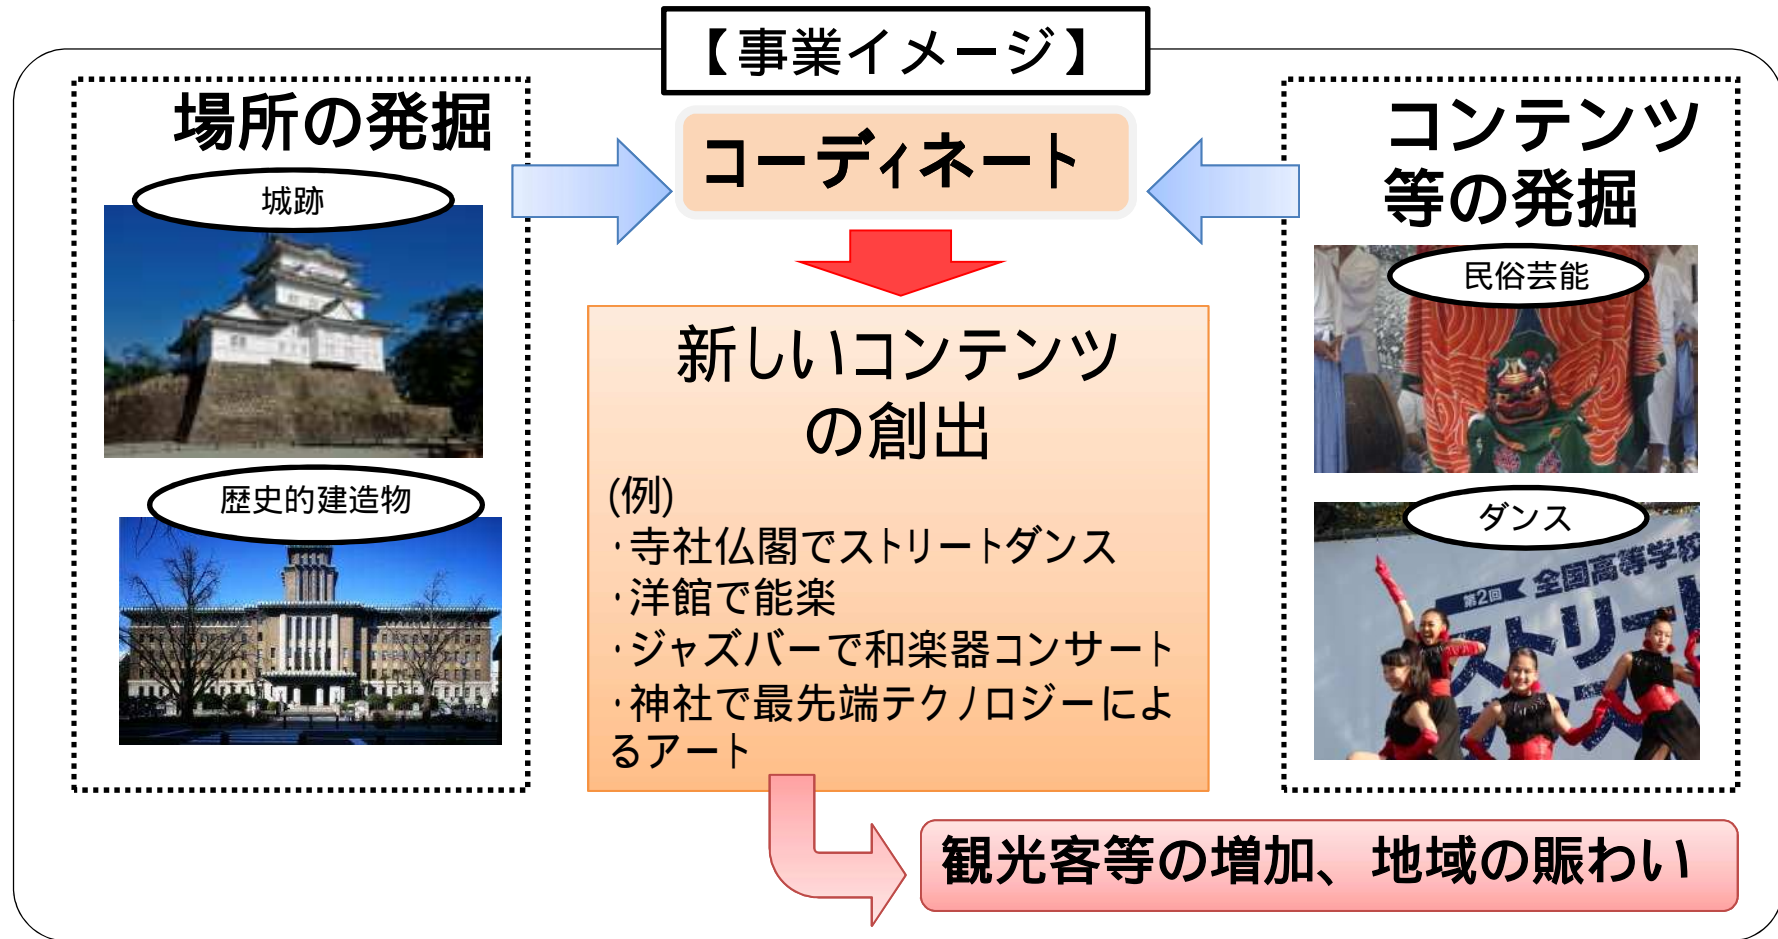 【事業イメージ】
場所の発掘
城跡
歴史的建造物
コーディネート
コンテンツ
等の発掘
民俗芸能
ダンス
第2回 全国高等学校
ストリート
新しいコンテンツ
の創出
(例)
・寺社仏閣でストリートダンス
・洋館で能楽
・ジャズバーで和楽器コンサート
・神社で最先端テクノロジーによ
るアート
観光客等の増加、地域の賑わい